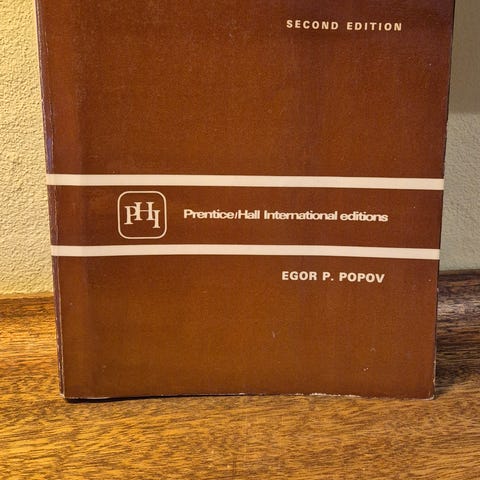 SECOND EDITION
PHI
Prentice/Hall International editions
EGOR P. POPOV